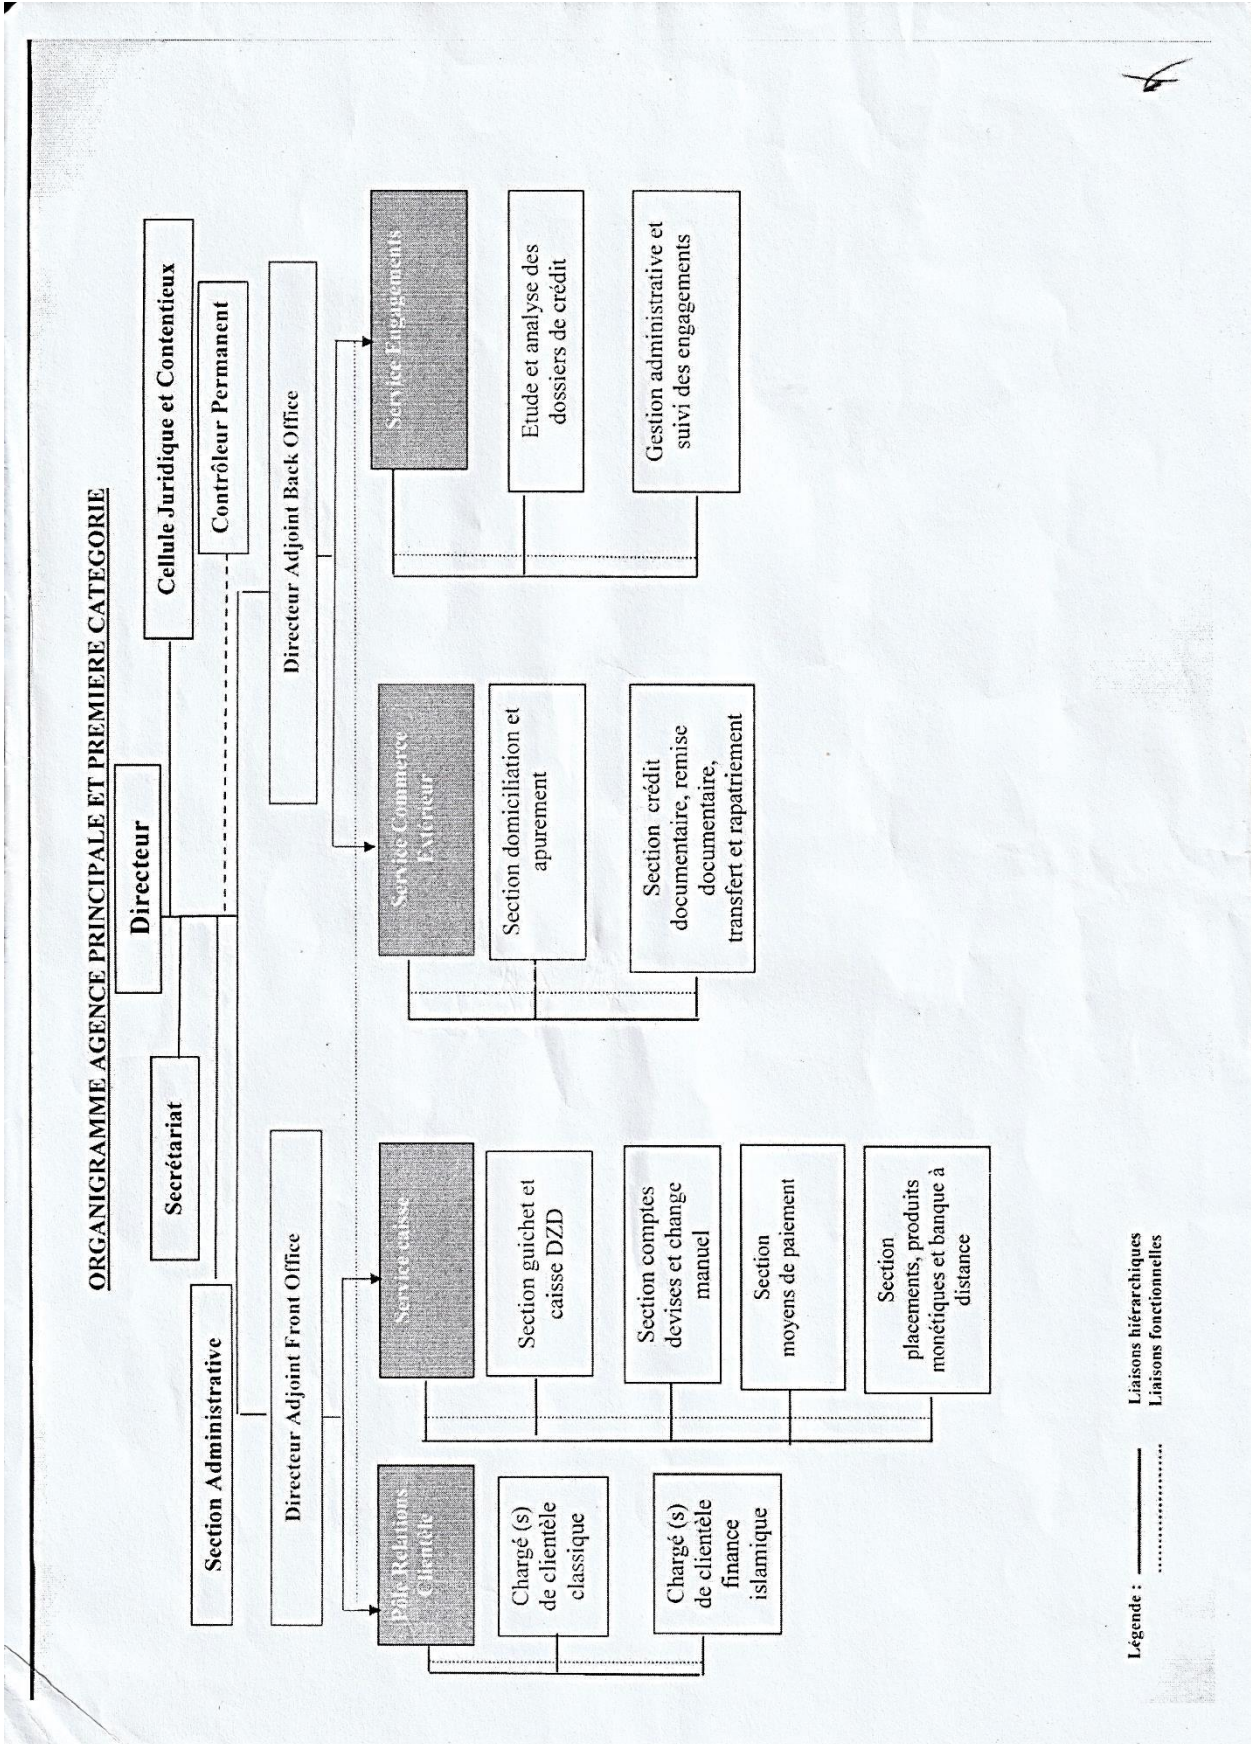 ORGANIGRAMME AGENCE PRINCIPALE ET PREMIERE CATEGORIE
Directeur
Secrétariat
Cellule Juridique et Contentieux
Section Administrative
Contrôleur Permanent
Directeur Adjoint Front Office
Directeur Adjoint Back Office
Pôle Relations
Clientèle
Chargé (s)
de clientèle
classique
Chargé (s)
de clientèle
finance
islamique
Service caisse
Section guichet et
caisse DZD
Section comptes
devises et change
manuel
Section
moyens de paiement
Section
placements, produits
monétiques et banque à
distance
Service Commerce
Extérieur
Section domiciliation et
apurement
Section crédit
documentaire, remise
documentaire,
transfert et rapatriement
Service Engagements
Etude et analyse des
dossiers de crédit
Gestion administrative et
suivi des engagements
Légende :
Liaisons hiérarchiques
Liaisons fonctionnelles